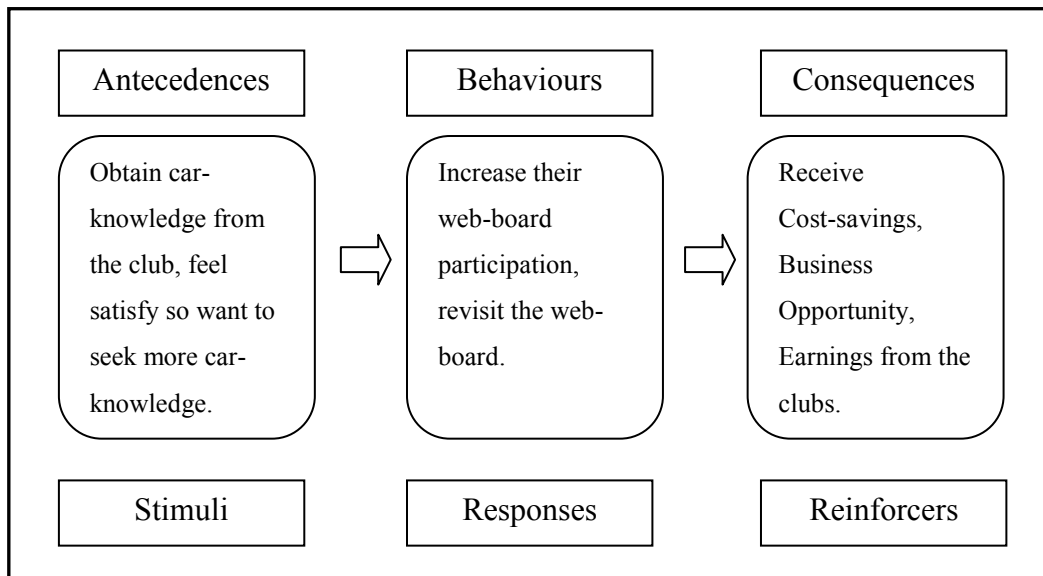 Antecedences
Behaviours
Consequences
Obtain car-
knowledge from
the club, feel
satisfy so want to
seek more car-
knowledge.
Increase their
web-board
participation,
revisit the web-
board.
Receive
Cost-savings,
Business
Opportunity,
Earnings from the
clubs.
Stimuli
Responses
Reinforcers